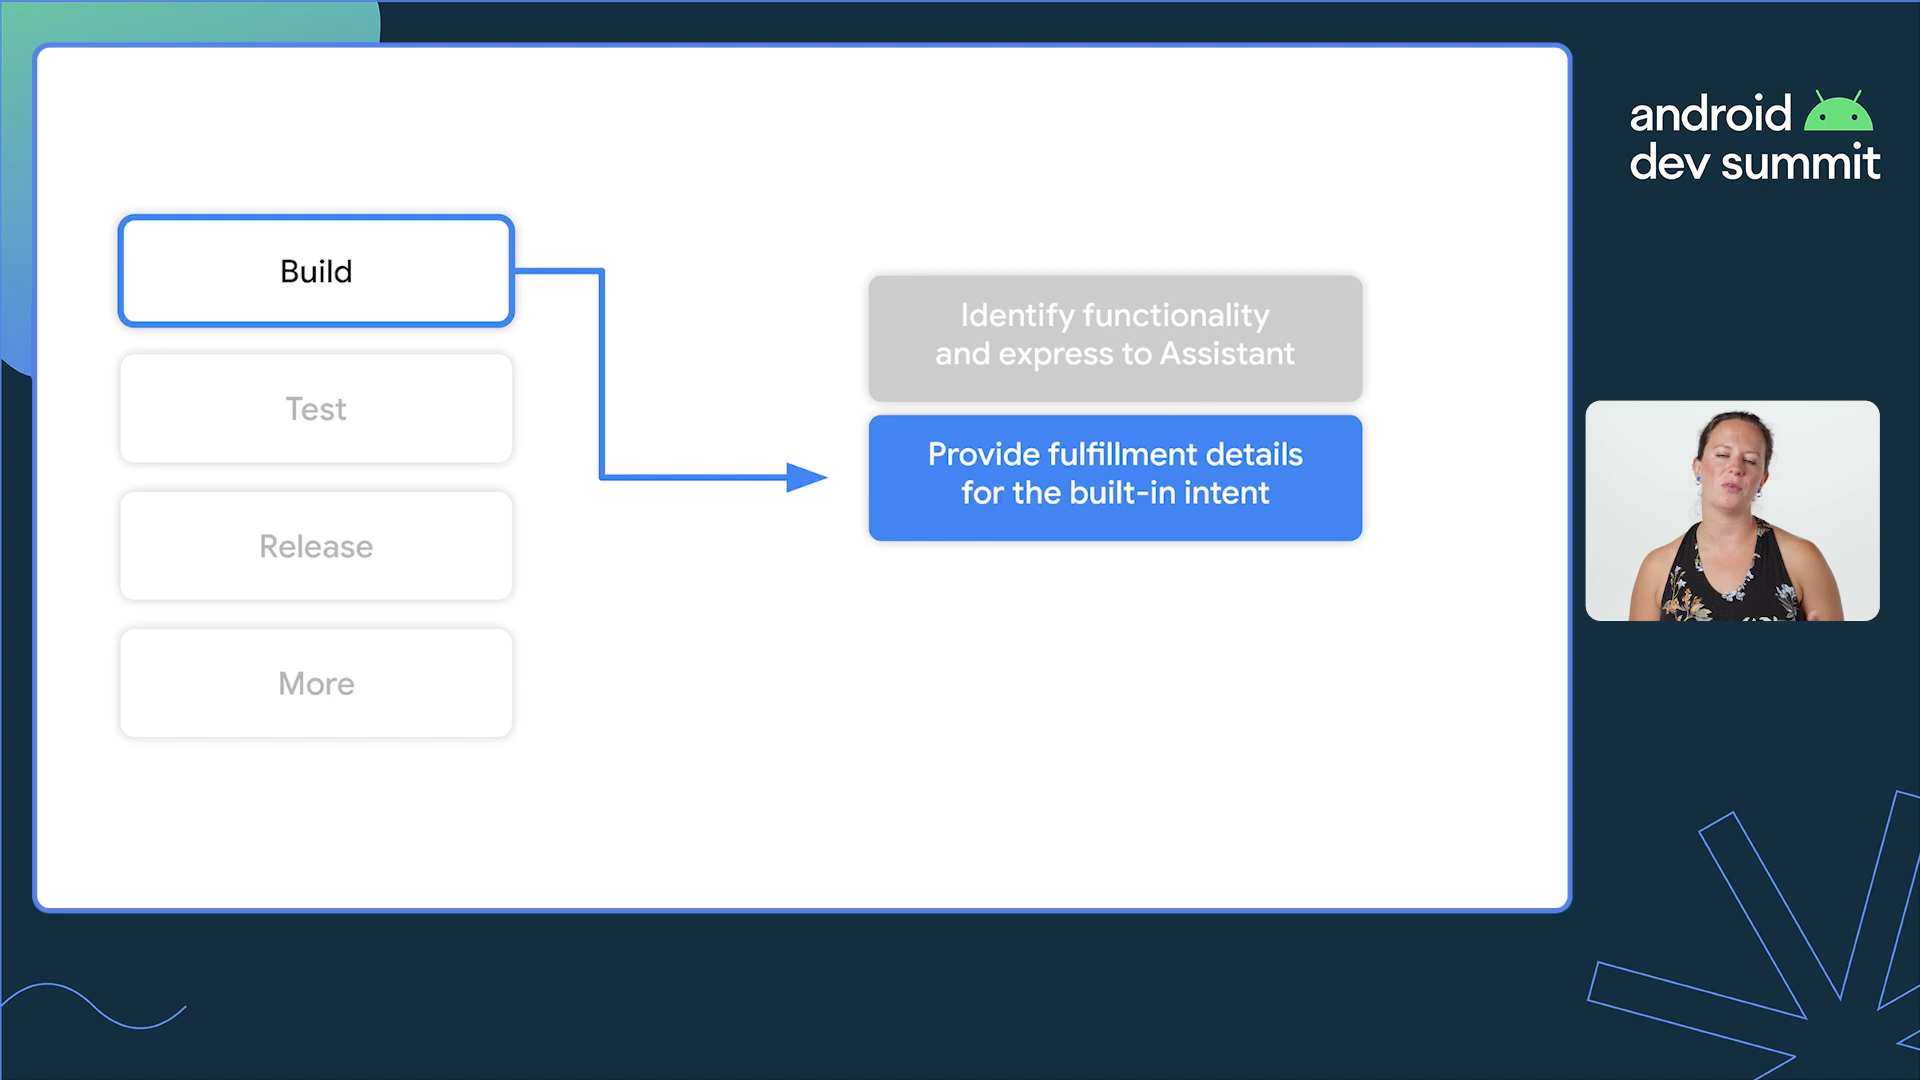 android
dev summit
Build
Test
Release
More
Identify functionality
and express to Assistant
Provide fulfillment details
for the built-in intent